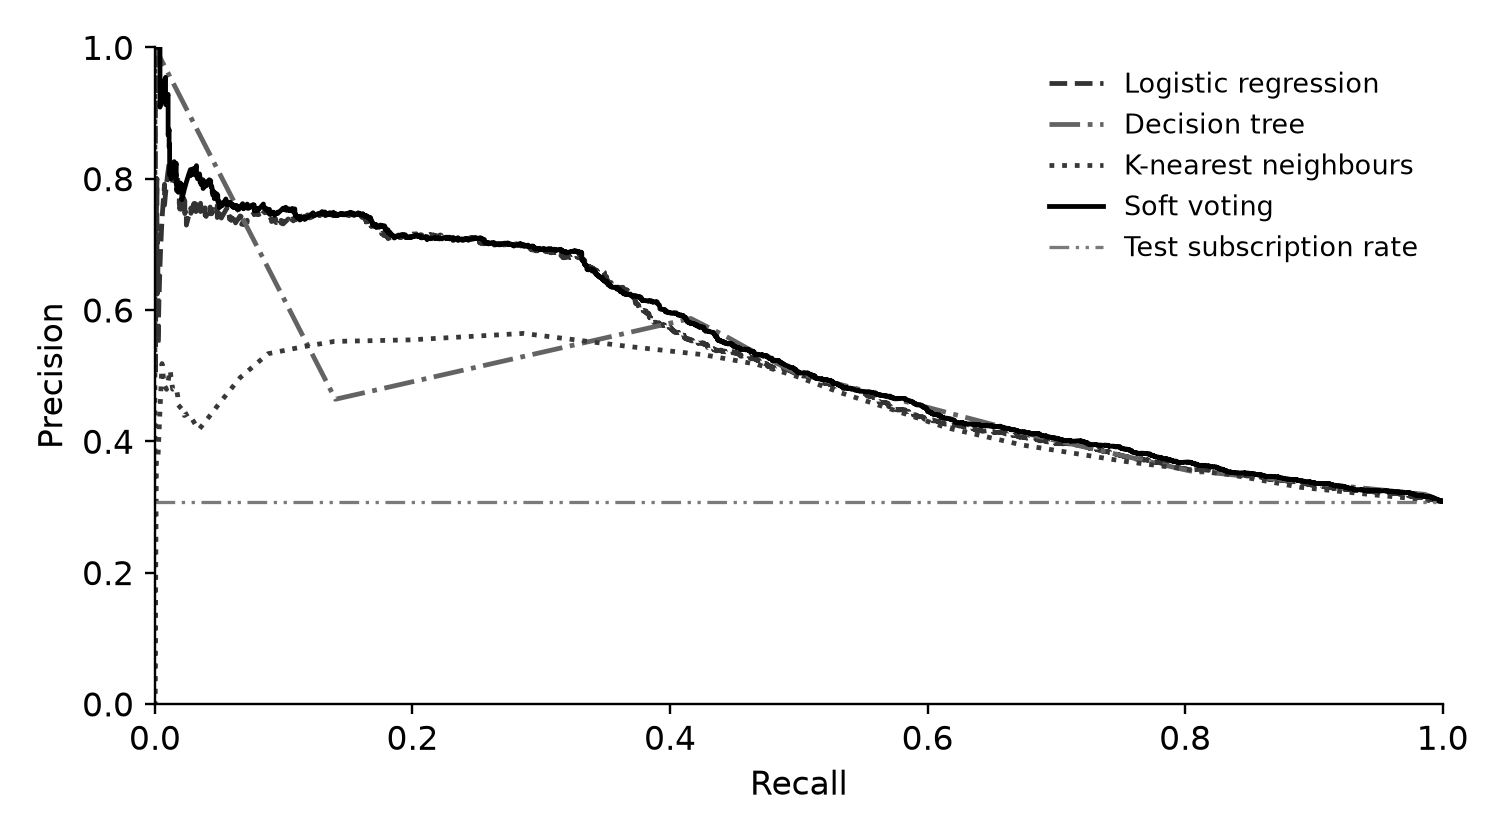 1.0
0.8
0.6
0.4
0.2
0.0
Precision
0.0 0.2 0.4 0.6 0.8 1.0
Recall
Logistic regression
Decision tree
K-nearest neighbours
Soft voting
Test subscription rate